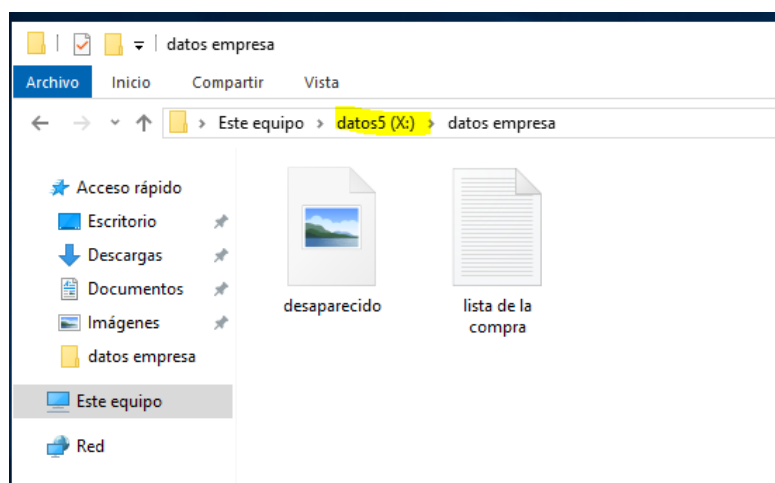 datos empresa
Archivo Inicio Compartir Vista
Este equipo > datos5 (X:) > datos empresa
Acceso rápido
Escritorio
Descargas
Documentos
Imágenes
datos empresa
Este equipo
Red
desaparecido
lista de la
compra